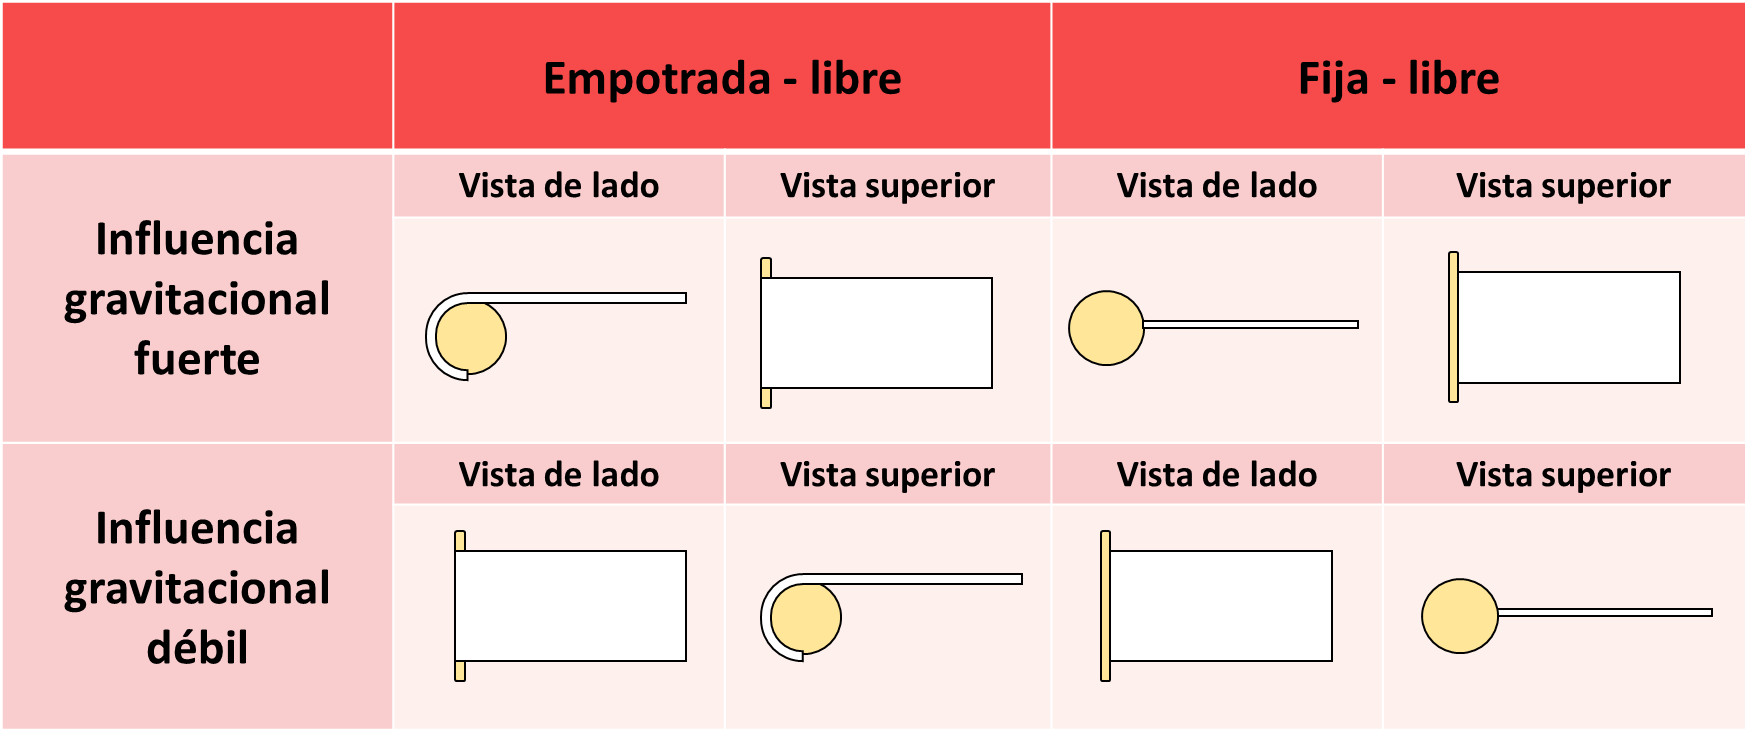 Empotrada - libre
Fija - libre
Influencia
gravitacional
fuerte
Vista de lado
Vista superior
Vista de lado
Vista superior
Influencia
gravitacional
débil
Vista de lado
Vista superior
Vista de lado
Vista superior